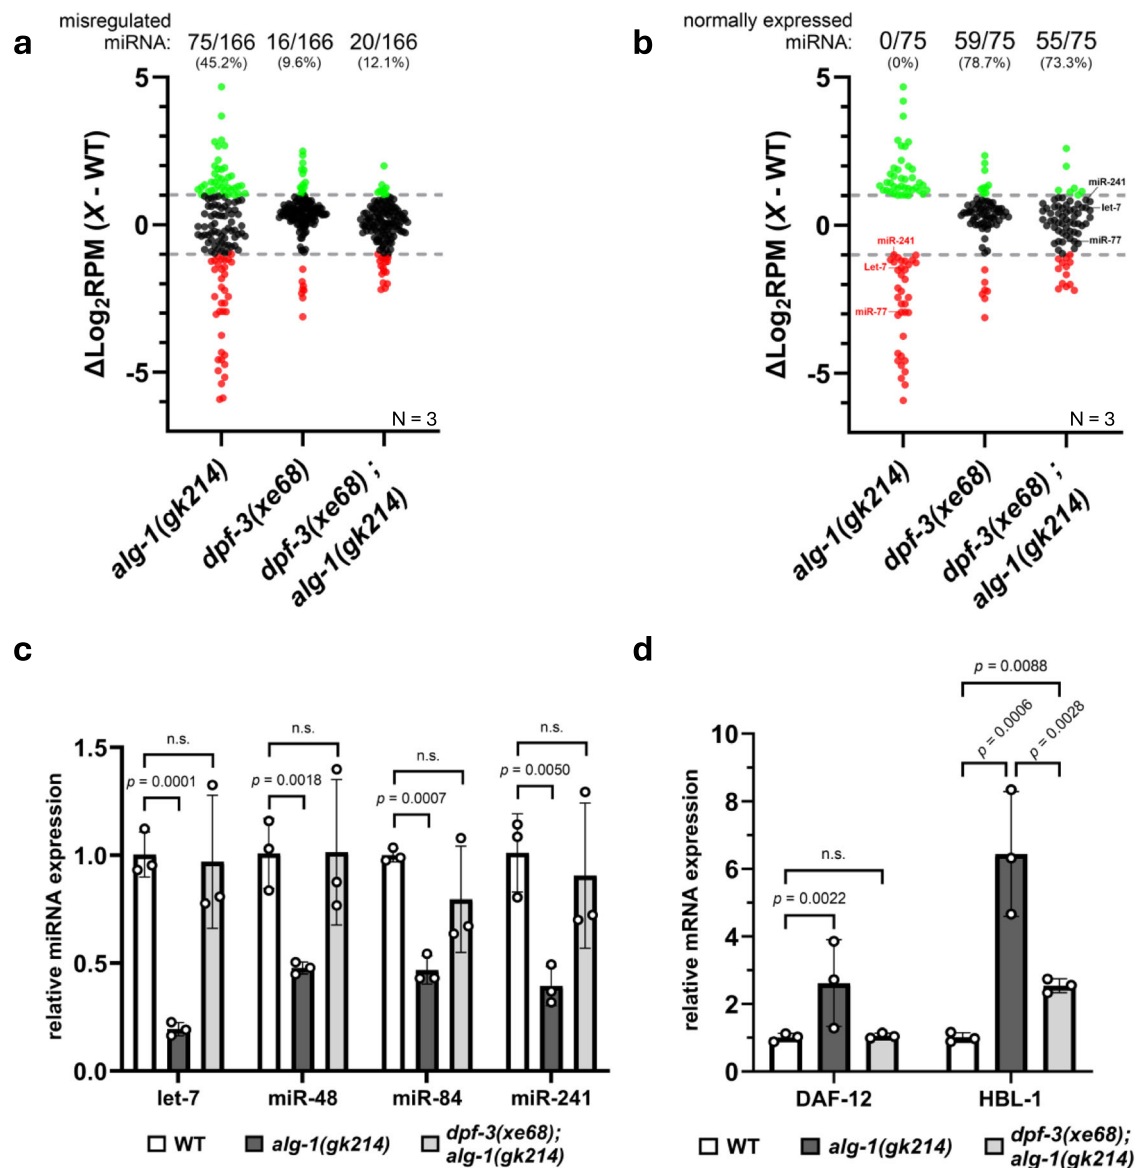 a
misregulated
miRNA: 75/166 16/166 20/166
(45.2%) (9.6%) (12.1%)
5
0
-5
ΔLog2RPM (X - WT)
N = 3
alg-1(gk214)
dpf-3(xe68)
dpf-3(xe68) ;
alg-1(gk214)
b
normally expressed
miRNA: 0/75 59/75 55/75
(0%) (78.7%) (73.3%)
5
0
-5
ΔLog2RPM (X - WT)
miR-241
let-7
miR-77
miR-241
Let-7
miR-77
N = 3
alg-1(gk214)
dpf-3(xe68)
dpf-3(xe68) ;
alg-1(gk214)
c
relative miRNA expression
1.5
1.0
0.5
0.0
n.s.
p = 0.0001
n.s.
p = 0.0018
n.s.
p = 0.0007
n.s.
p = 0.0050
let-7 miR-48 miR-84 miR-241
WT alg-1(gk214) dpf-3(xe68);
alg-1(gk214)
d
relative mRNA expression
10
8
6
4
2
0
n.s.
p = 0.0022
p = 0.0088
p = 0.0006
p = 0.0028
DAF-12 HBL-1
WT alg-1(gk214) dpf-3(xe68);
alg-1(gk214)